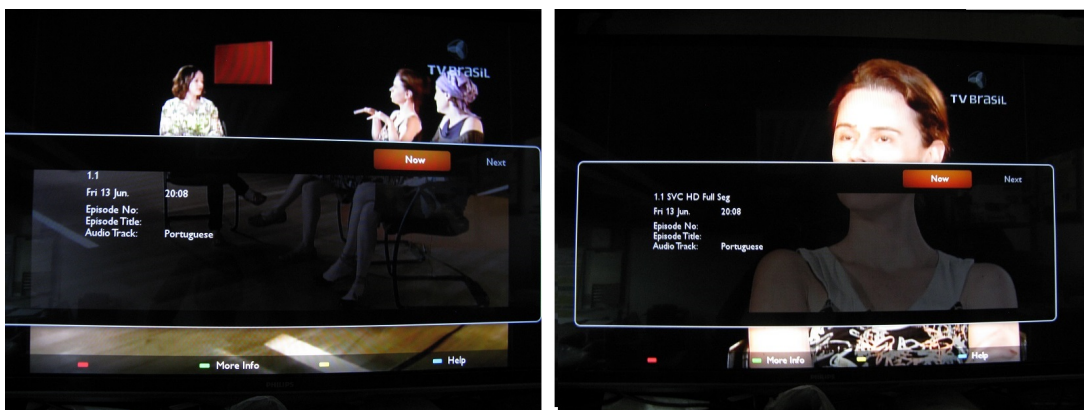 TV BRASIL
Now Next
1.1
Fri 13 Jun. 20:08
Episode No:
Episode Title:
Audio Track: Portuguese
More Info Help
TV BRASIL
Now Next
1.1 SVC HD Full Seg
Fri 13 Jun. 20:08
Episode No:
Episode Title:
Audio Track: Portuguese
More Info Help